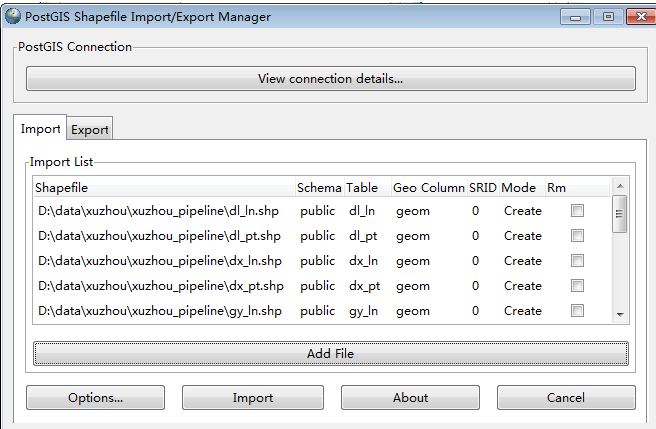 PostGIS Shapefile Import/Export Manager
PostGIS Connection
View connection details...
Import Export
Import List
Shapefile Schema Table Geo Column SRID Mode Rm
D:\data\xuzhou\xuzhou_pipeline\dl_ln.shp public dl_ln geom 0 Create
D:\data\xuzhou\xuzhou_pipeline\dl_pt.shp public dl_pt geom 0 Create
D:\data\xuzhou\xuzhou_pipeline\dx_ln.shp public dx_ln geom 0 Create
D:\data\xuzhou\xuzhou_pipeline\dx_pt.shp public dx_pt geom 0 Create
D:\data\xuzhou\xuzhou_pipeline\gy_ln.shp public gy_ln geom 0 Create
Add File
Options... Import About Cancel